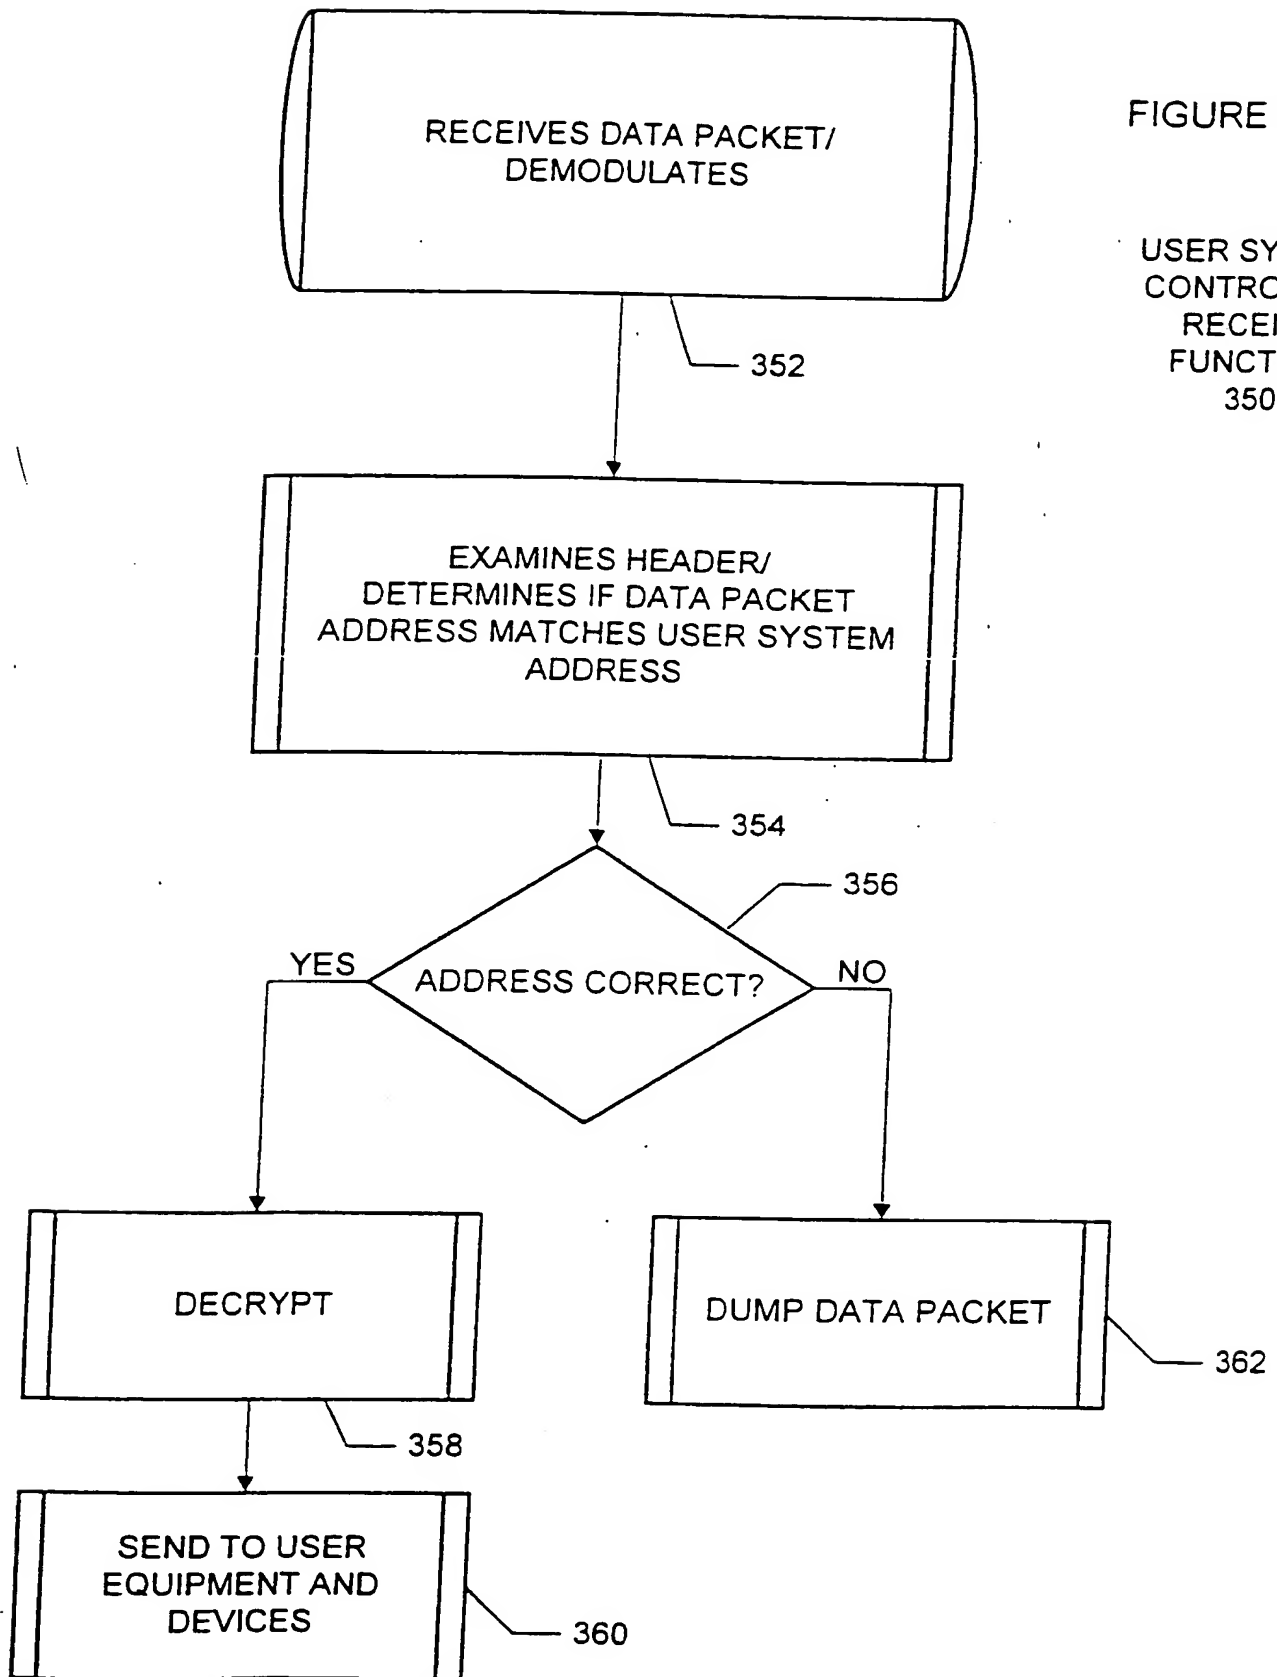 RECEIVES DATA PACKET/
DEMODULATES
FIGURE
USER SY
CONTRO
RECEI
FUNCT
350
352
EXAMINES HEADER/
DETERMINES IF DATA PACKET
ADDRESS MATCHES USER SYSTEM
ADDRESS
354
356
YES
ADDRESS CORRECT?
NO
DECRYPT
DUMP DATA PACKET
362
358
SEND TO USER
EQUIPMENT AND
DEVICES
360